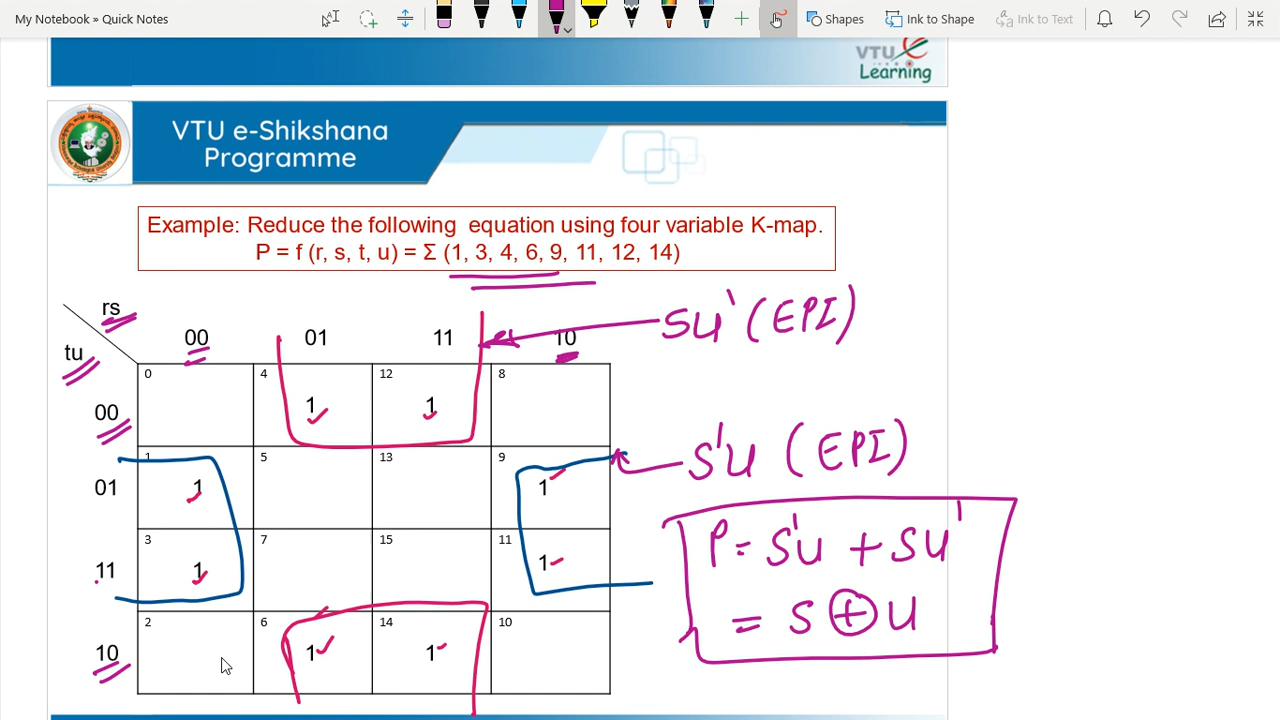 My Notebook » Quick Notes
Shapes
Ink to Shape
Ink to Text
VTU e
Learning
VTU e-Shikshana
Programme
Example: Reduce the following equation using four variable K-map.
P = f (r, s, t, u) = Σ (1, 3, 4, 6, 9, 11, 12, 14)
rs
tu
00 01 11 10
SU' (EPI)
0 4 12 8
00 1 1
S'U (EPI)
1 5 13 9
01 1 1
3 7 15 11
11 1 1
P = S'U + SU'
= S ⊕ U
2 6 14 10
10 1 1